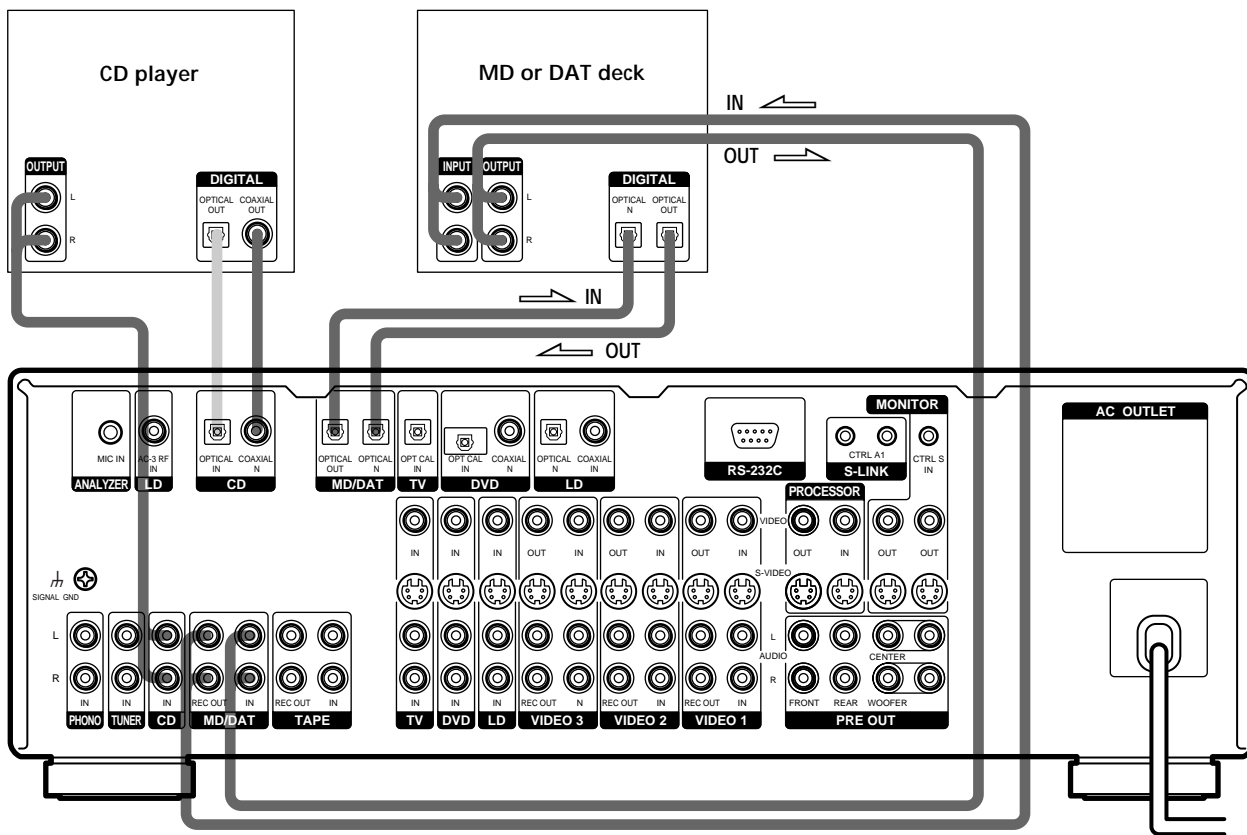 CD player
MD or DAT deck
IN
OUT
OUTPUT
L
R
DIGITAL
OPTICAL OUT
COAXIAL OUT
INPUT
OUTPUT
L
R
DIGITAL
OPTICAL N
OPTICAL OUT
IN
OUT
MIC IN
ANALYZER
AC-3 RF IN
LD
OPTICAL IN
COAXIAL N
CD
OPTICAL OUT
OPTICAL N
MD/DAT
OPT CAL IN
TV
OPT CAL IN
COAXIAL N
DVD
OPTICAL N
COAXIAL IN
LD
RS-232C
MONITOR
CTRL A1
S-LINK
CTRL S IN
AC OUTLET
PROCESSOR
VIDEO
IN IN IN OUT IN OUT IN OUT IN OUT IN OUT OUT
S-VIDEO
SIGNAL GND
L
R
L
AUDIO
R
CENTER
IN IN IN REC OUT IN REC OUT IN
IN IN IN REC OUT N REC OUT IN REC OUT IN
FRONT REAR WOOFER
PHONO TUNER CD MD/DAT TAPE
TV DVD LD VIDEO 3 VIDEO 2 VIDEO 1
PRE OUT